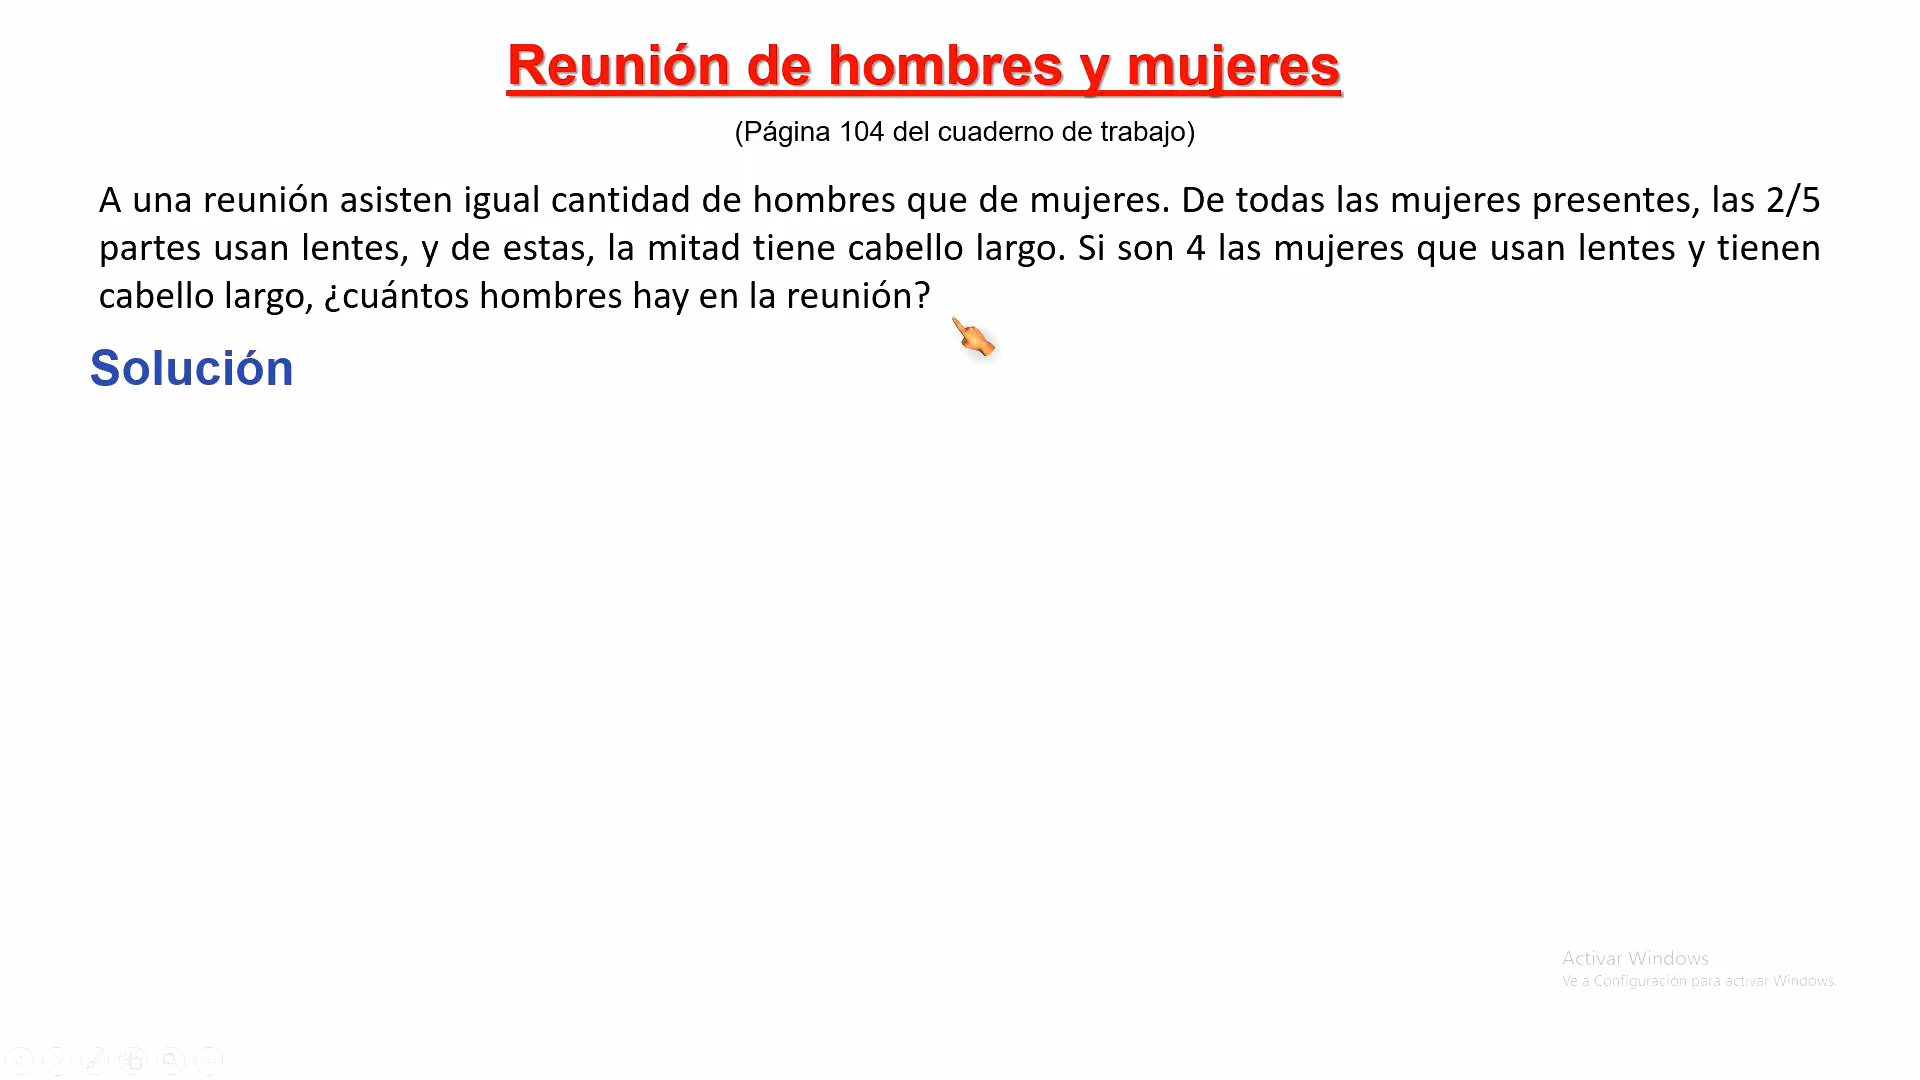 Reunión de hombres y mujeres
(Página 104 del cuaderno de trabajo)
A una reunión asisten igual cantidad de hombres que de mujeres. De todas las mujeres presentes, las 2/5
partes usan lentes, y de estas, la mitad tiene cabello largo. Si son 4 las mujeres que usan lentes y tienen
cabello largo, ¿cuántos hombres hay en la reunión?
Solución
Activar Windows
Ve a Configuración para activar Windows.